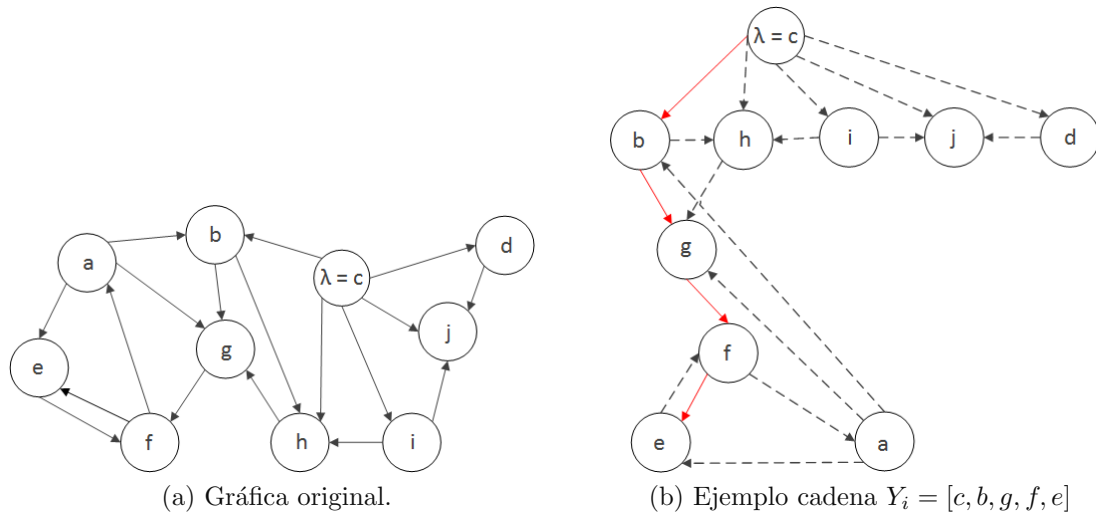 λ = c
b
h
i
j
d
g
f
e
a
b
d
a
λ = c
j
g
e
f
h
i
(a) Gráfica original.
(b) Ejemplo cadena $Y_i = [c, b, g, f, e]$